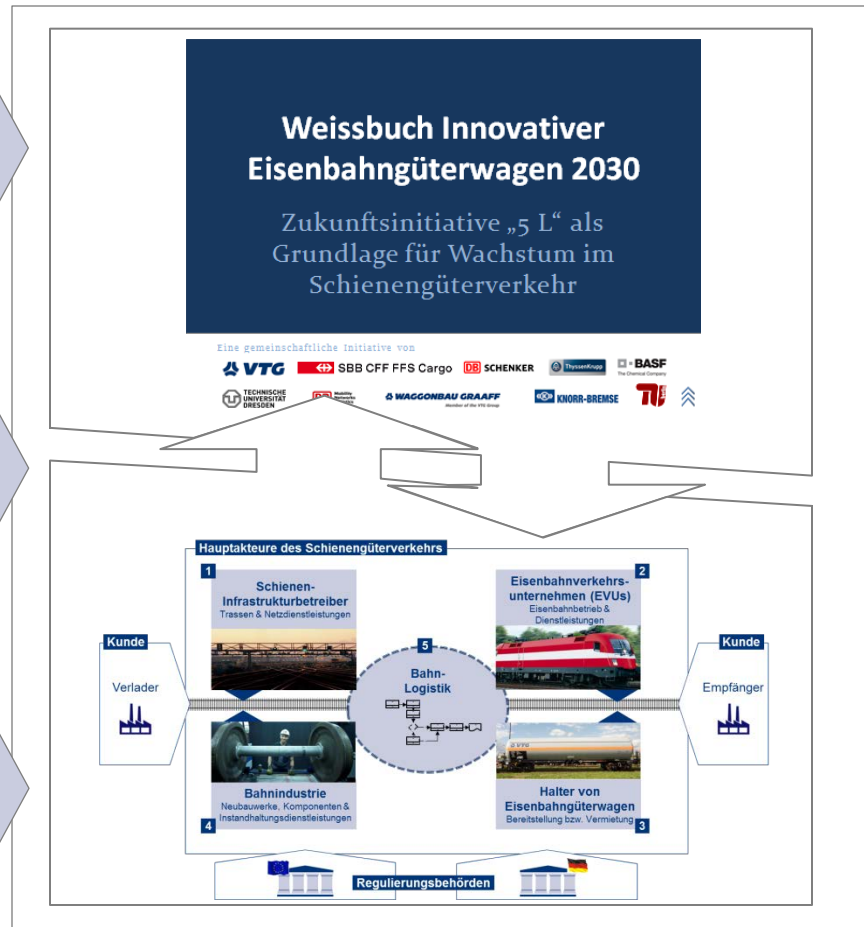 Weissbuch Innovativer
Eisenbahngüterwagen 2030
Zukunftsinitiative „5 L“ als
Grundlage für Wachstum im
Schienengüterverkehr
Eine gemeinschaftliche Initiative von
VTG SBB CFF FFS Cargo DB SCHENKER ThyssenKrupp BASF
The Chemical Company
TECHNISCHE
UNIVERSITÄT
DRESDEN
Mobility
Networks
WAGGONBAU GRAAFF
Member of the VTG Group
KNORR-BREMSE
Hauptakteure des Schienengüterverkehrs
1
Schienen-
Infrastrukturbetreiber
Trassen & Netzdienstleistungen
2
Eisenbahnverkehrs-
unternehmen (EVUs)
Eisenbahnbetrieb &
Dienstleistungen
Kunde
Verlader
5
Bahn-
Logistik
Kunde
Empfänger
VTG
Bahnindustrie
Neubauwerke, Komponenten &
Instandhaltungsdienstleistungen
4
Halter von
Eisenbahngüterwagen
Bereitstellung bzw. Vermietung
3
Regulierungsbehörden